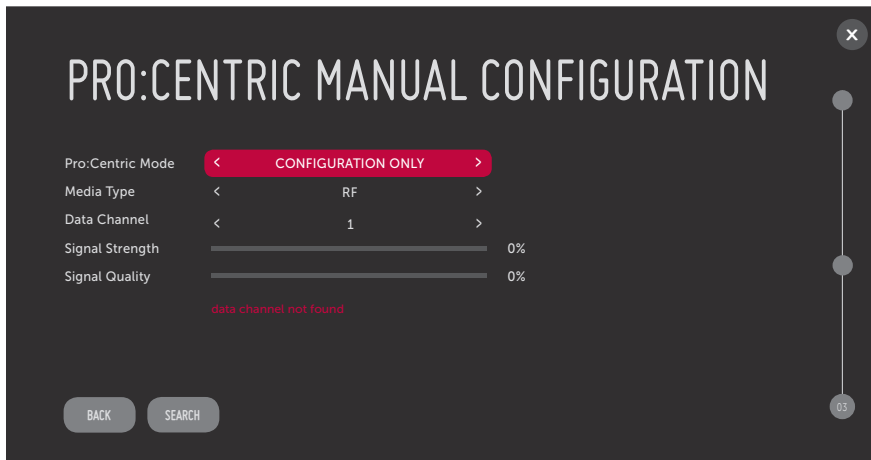 X
PRO:CENTRIC MANUAL CONFIGURATION
Pro:Centric Mode < CONFIGURATION ONLY >
Media Type < RF >
Data Channel < 1 >
Signal Strength 0%
Signal Quality 0%
data channel not found
BACK SEARCH 03